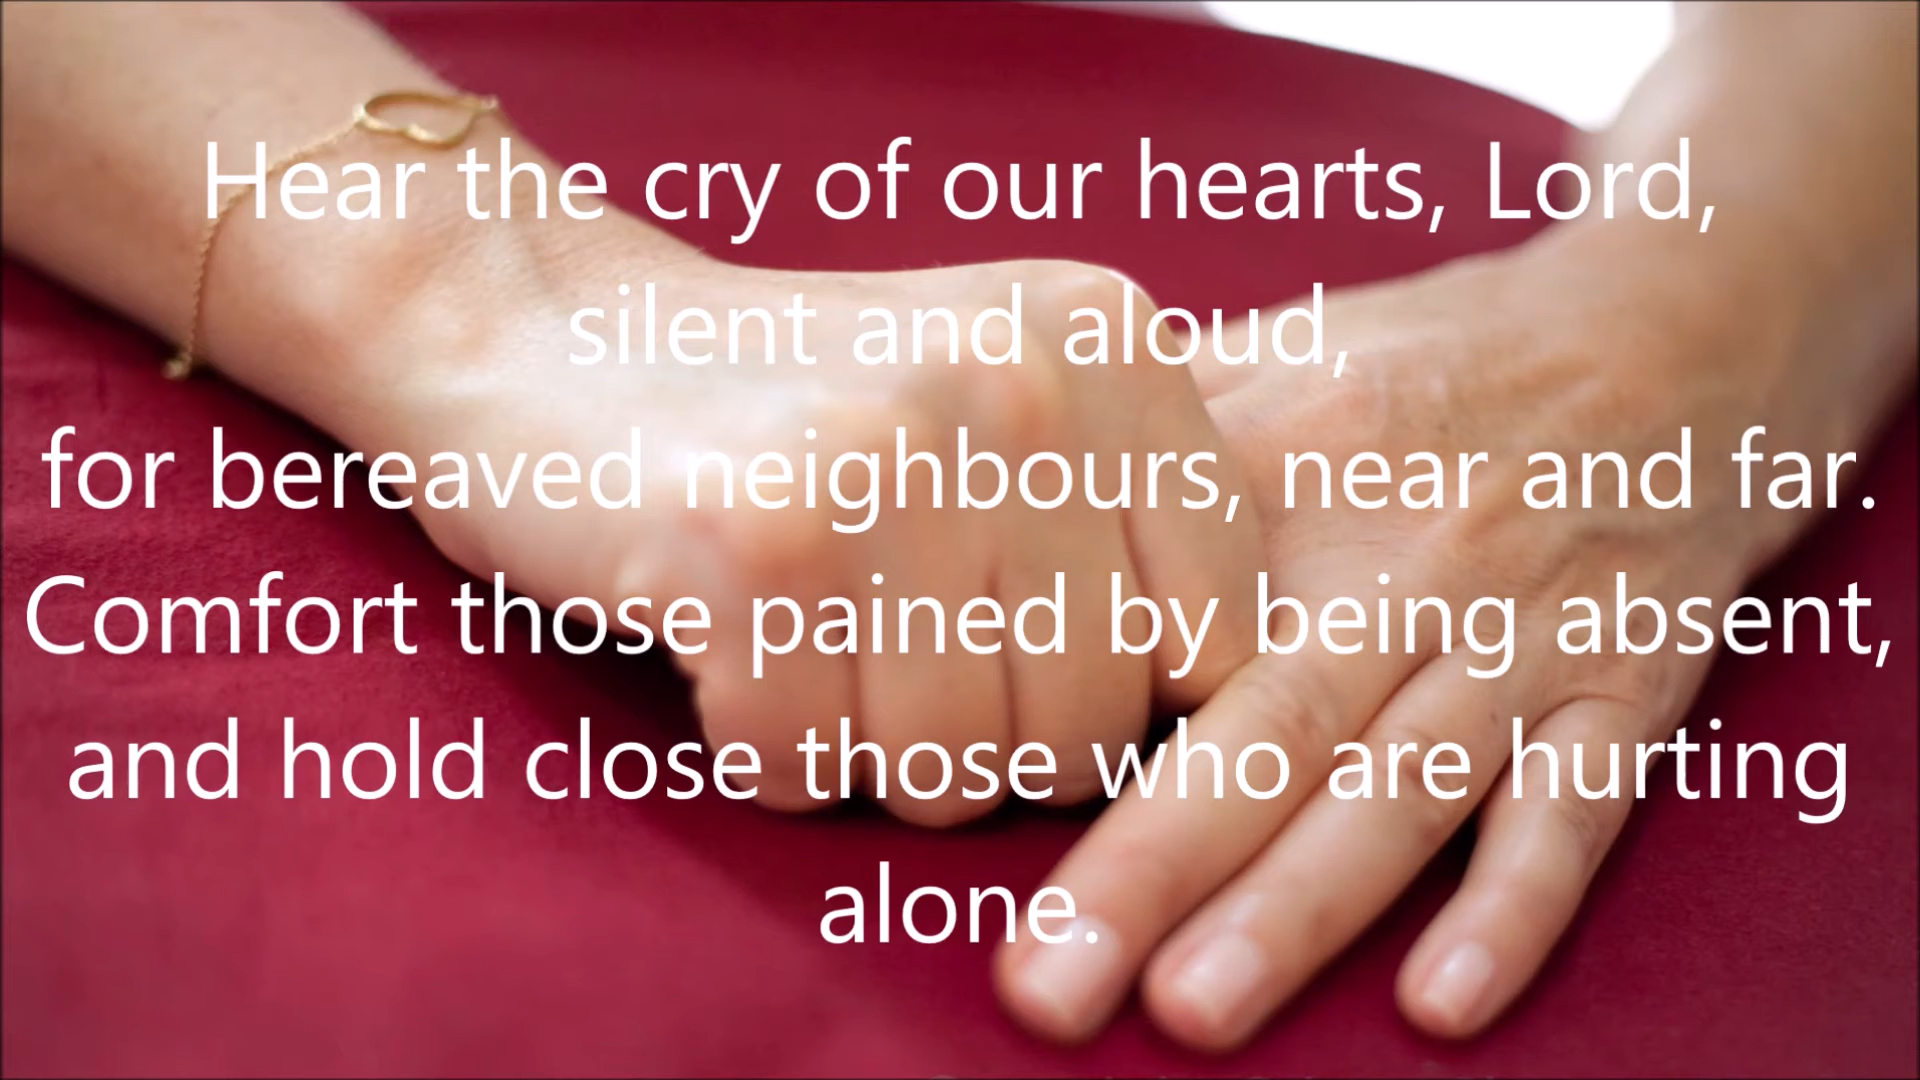 Hear the cry of our hearts, Lord,
silent and aloud,
for bereaved neighbours, near and far.
Comfort those pained by being absent,
and hold close those who are hurting
alone.